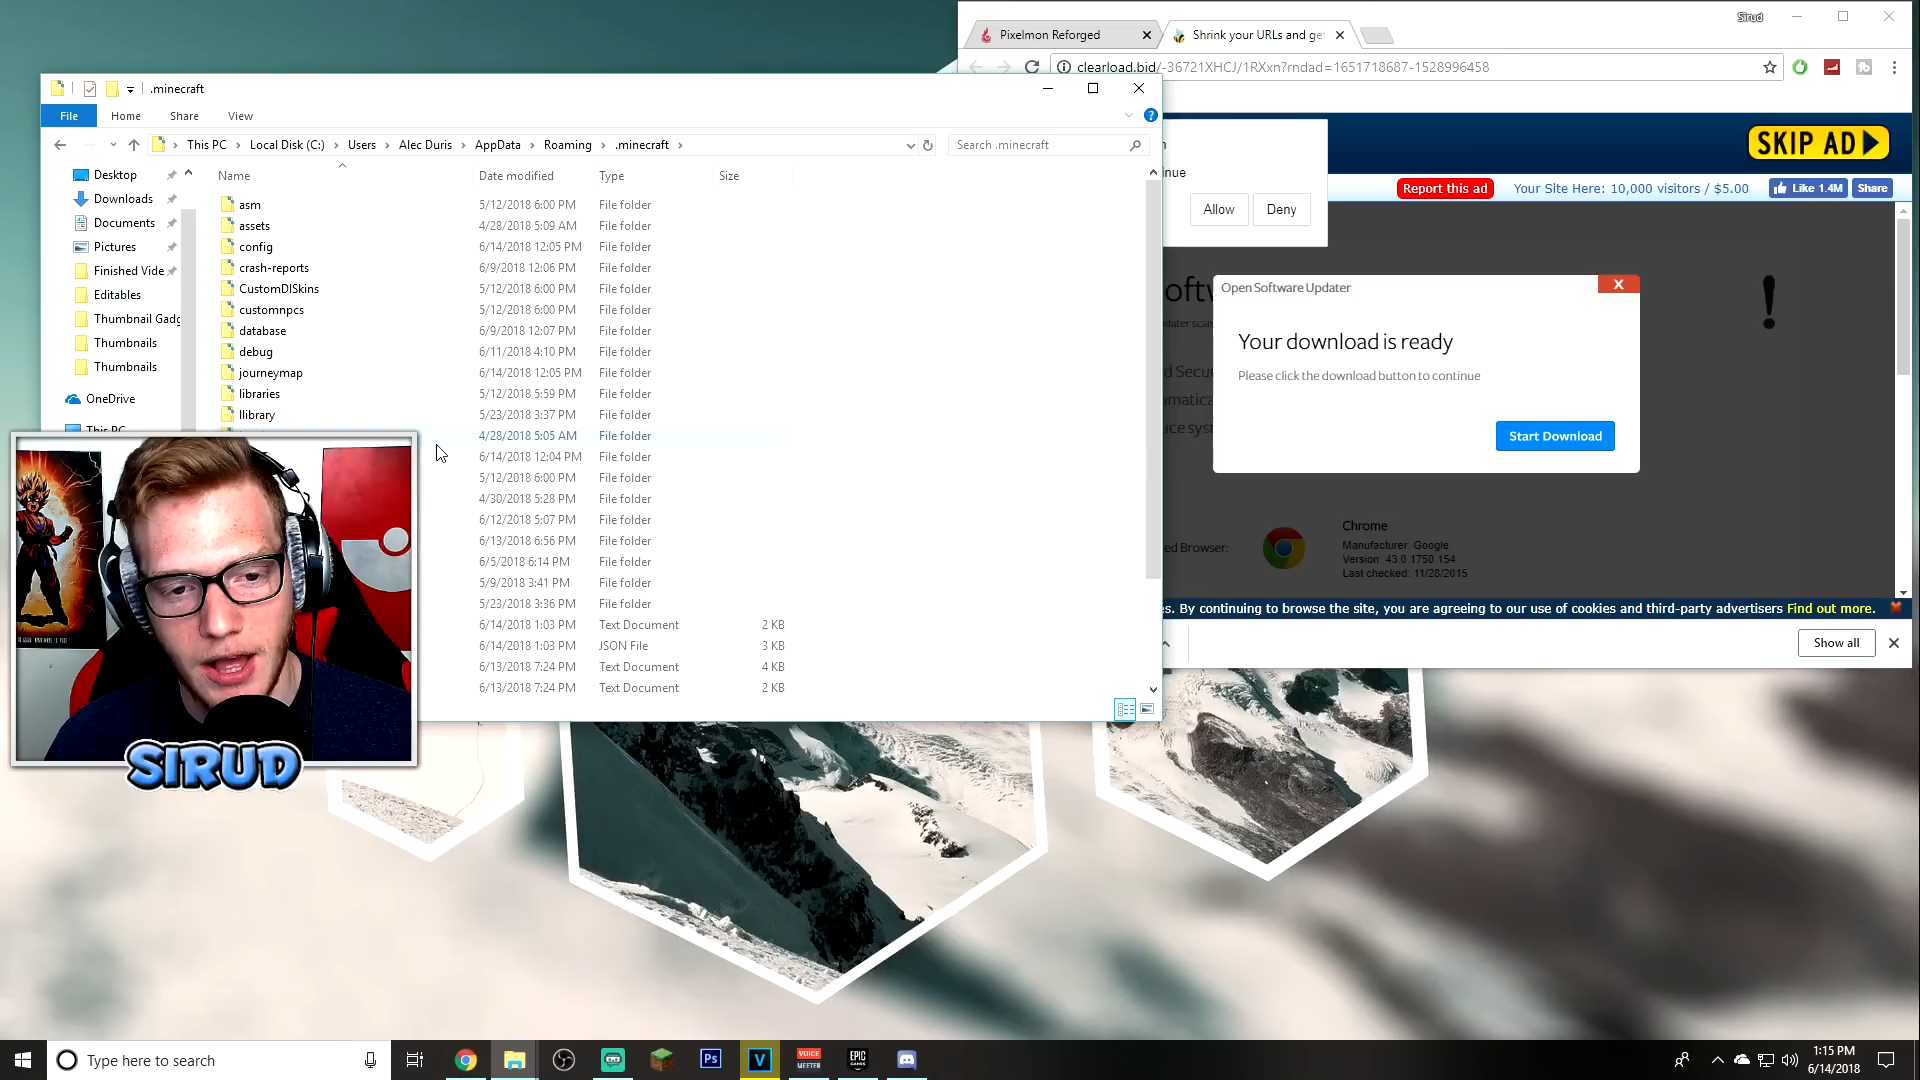 .minecraft
File Home Share View
This PC Local Disk (C:) Users Alec Duris AppData Roaming .minecraft
Search .minecraft
Desktop
Downloads
Documents
Pictures
Finished Vide
Editables
Thumbnail Gadg
Thumbnails
Thumbnails
OneDrive
This PC
Name Date modified Type Size
asm 5/12/2018 6:00 PM File folder
assets 4/28/2018 5:09 AM File folder
config 6/14/2018 12:05 PM File folder
crash-reports 6/9/2018 12:06 PM File folder
CustomDISkins 5/12/2018 6:00 PM File folder
customnpcs 5/12/2018 6:00 PM File folder
database 6/9/2018 12:07 PM File folder
debug 6/11/2018 4:10 PM File folder
journeymap 6/14/2018 12:05 PM File folder
libraries 5/12/2018 5:59 PM File folder
llibrary 5/23/2018 3:37 PM File folder
4/28/2018 5:05 AM File folder
6/14/2018 12:04 PM File folder
5/12/2018 6:00 PM File folder
4/30/2018 5:28 PM File folder
6/12/2018 5:07 PM File folder
6/13/2018 6:56 PM File folder
6/5/2018 6:14 PM File folder
5/9/2018 3:41 PM File folder
5/23/2018 3:36 PM File folder
6/14/2018 1:03 PM Text Document 2 KB
6/14/2018 1:03 PM JSON File 3 KB
6/13/2018 7:24 PM Text Document 4 KB
6/13/2018 7:24 PM Text Document 2 KB
SIRUD
Sirud
Pixelmon Reforged
Shrink your URLs and get
clearload.bid/-36721XHCJ/1RXxn?rndad=1651718687-1528996458
SKIP AD
inue
Allow Deny
Report this ad Your Site Here: 10,000 visitors / $5.00 Like 1.4M Share
Open Software Updater X
Your download is ready
Please click the download button to continue
Start Download
ed Browser:
Chrome
Manufacturer: Google
Version: 43.0.1750.154
Last checked: 11/28/2015
es. By continuing to browse the site, you are agreeing to our use of cookies and third-party advertisers Find out more.
Show all
Type here to search
Ps
V
VOICE
MEETER
EPIC
GAMES
1:15 PM
6/14/2018